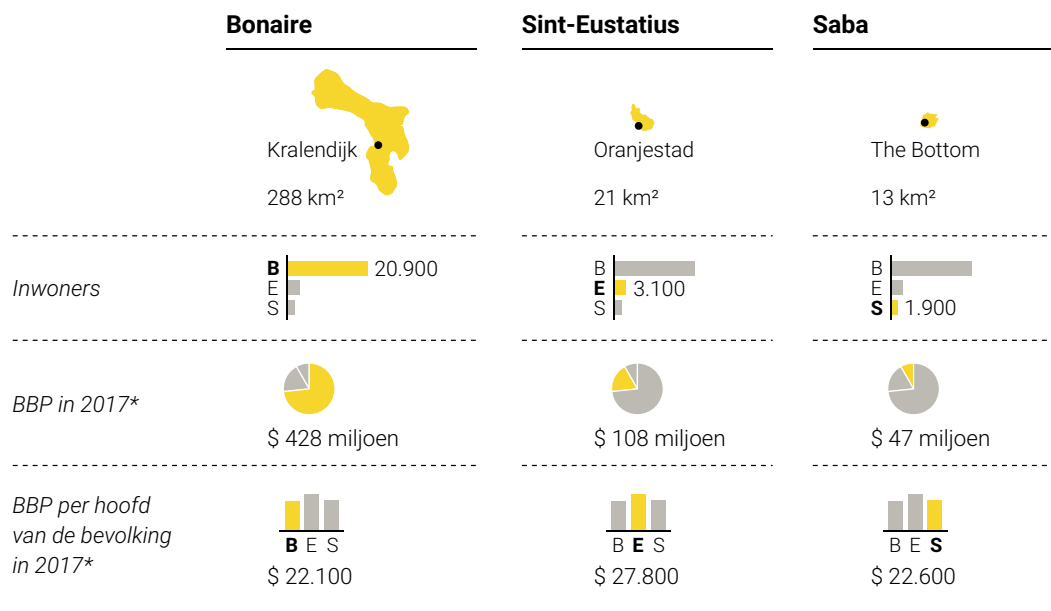 Bonaire
Sint-Eustatius
Saba
Kralendijk
Oranjestad
The Bottom
288 km²
21 km²
13 km²
Inwoners
B 20.900
E
S
B
E 3.100
S
B
E
S 1.900
BBP in 2017*
$ 428 miljoen
$ 108 miljoen
$ 47 miljoen
BBP per hoofd
van de bevolking
in 2017*
B E S
$ 22.100
B E S
$ 27.800
B E S
$ 22.600